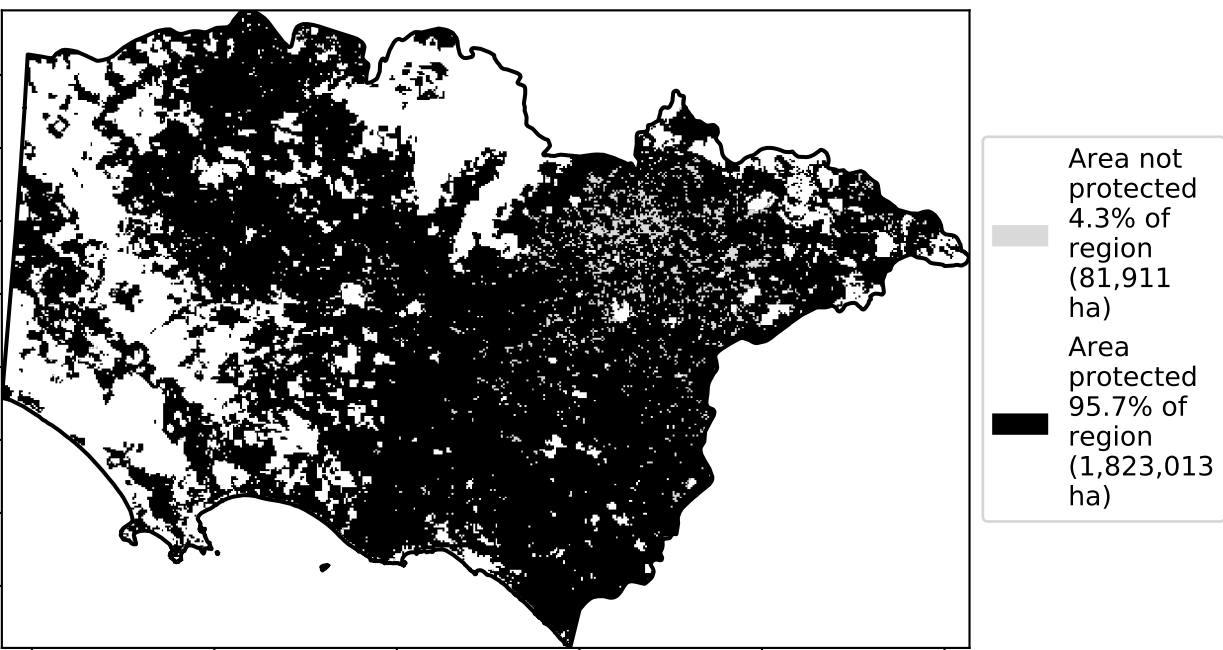 Area not
protected
4.3% of
region
(81,911
ha)
Area
protected
95.7% of
region
(1,823,013
ha)